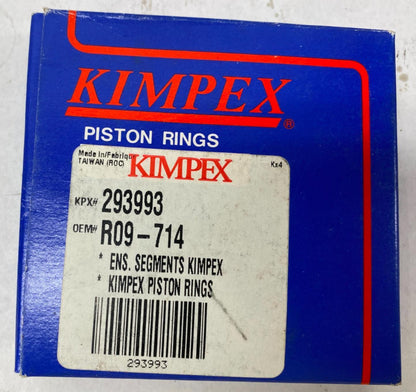 KIMPEX®
PISTON RINGS
Made In/Fabriqu
TAIWAN (ROC)
KIMPEX
Kx4
KPX# 293993
OEM# R09-714
* ENS. SEGMENTS KIMPEX
* KIMPEX PISTON RINGS
293993